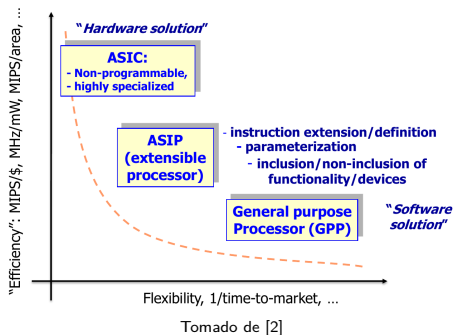 “Hardware solution”
ASIC:
- Non-programmable,
- highly specialized
ASIP
(extensible
processor)
- instruction extension/definition
- parameterization
- inclusion/non-inclusion of
functionality/devices
General purpose
Processor (GPP)
“Software
solution”
“Efficiency”: MIPS/$, MHz/mW, MIPS/area, ...
Flexibility, 1/time-to-market, ...
Tomado de [2]